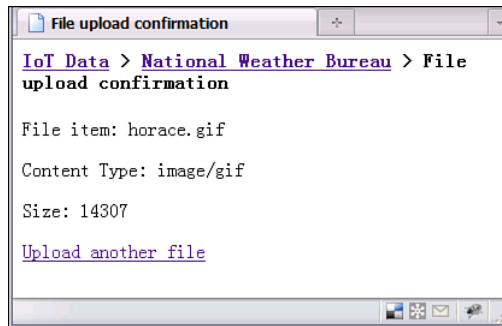 File upload confirmation
IoT Data > National Weather Bureau > File
upload confirmation
File item: horace.gif
Content Type: image/gif
Size: 14307
Upload another file